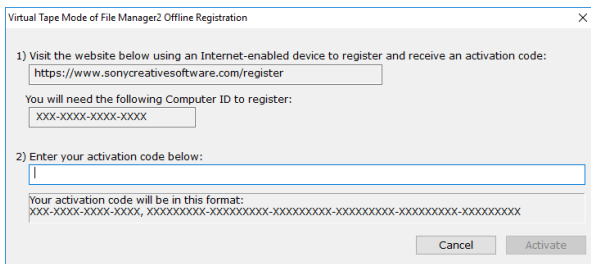 Virtual Tape Mode of File Manager2 Offline Registration
1) Visit the website below using an Internet-enabled device to register and receive an activation code:
https://www.sonycreativesoftware.com/register
You will need the following Computer ID to register:
XXX-XXXX-XXXX-XXXX
2) Enter your activation code below:
Your activation code will be in this format:
XXX-XXXX-XXXX-XXXX, XXXXXXXXX-XXXXXXXXX-XXXXXXXXX-XXXXXXXXX-XXXXXXXXX-XXXXXXXXX
Cancel Activate